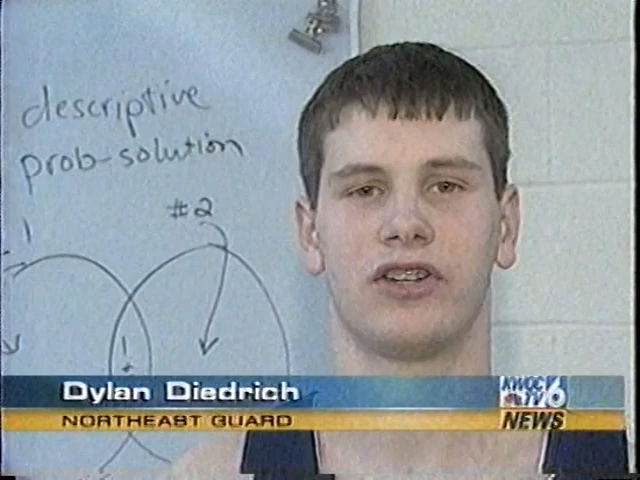 descriptive
prob-solution
#2
1
Dylan Diedrich
NORTHEAST GUARD
KWQC
TV6
NEWS